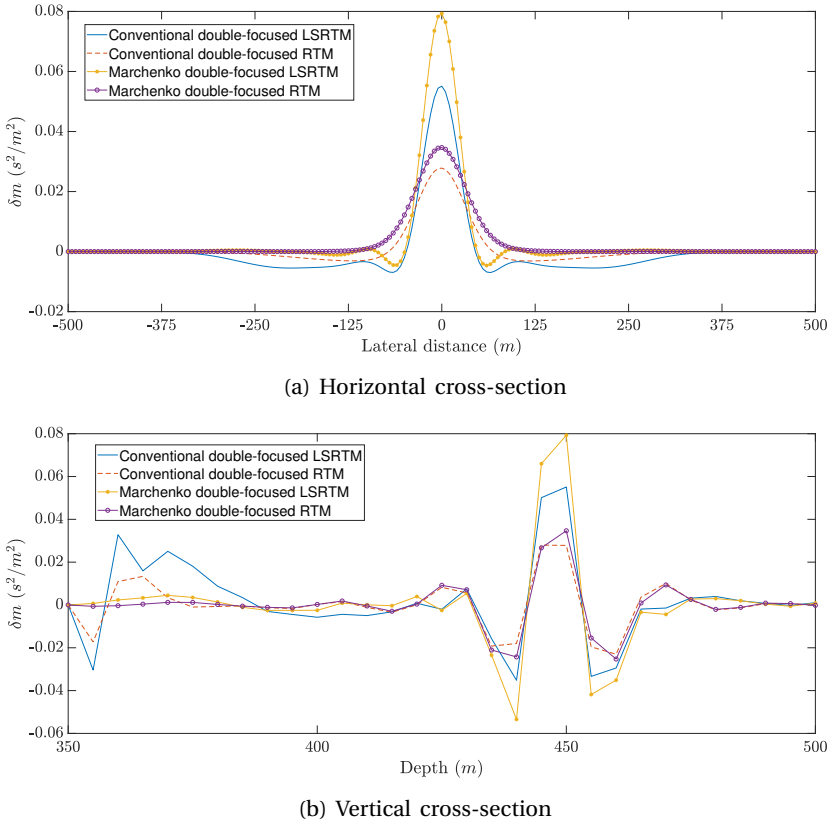 0.08
0.06
0.04
0.02
0
-0.02
δm (s²/m²)
Conventional double-focused LSRTM
Conventional double-focused RTM
Marchenko double-focused LSRTM
Marchenko double-focused RTM
-500 -375 -250 -125 0 125 250 375 500
Lateral distance (m)
(a) Horizontal cross-section
0.08
0.06
0.04
0.02
0
-0.02
-0.04
-0.06
δm (s²/m²)
Conventional double-focused LSRTM
Conventional double-focused RTM
Marchenko double-focused LSRTM
Marchenko double-focused RTM
350 400 450 500
Depth (m)
(b) Vertical cross-section